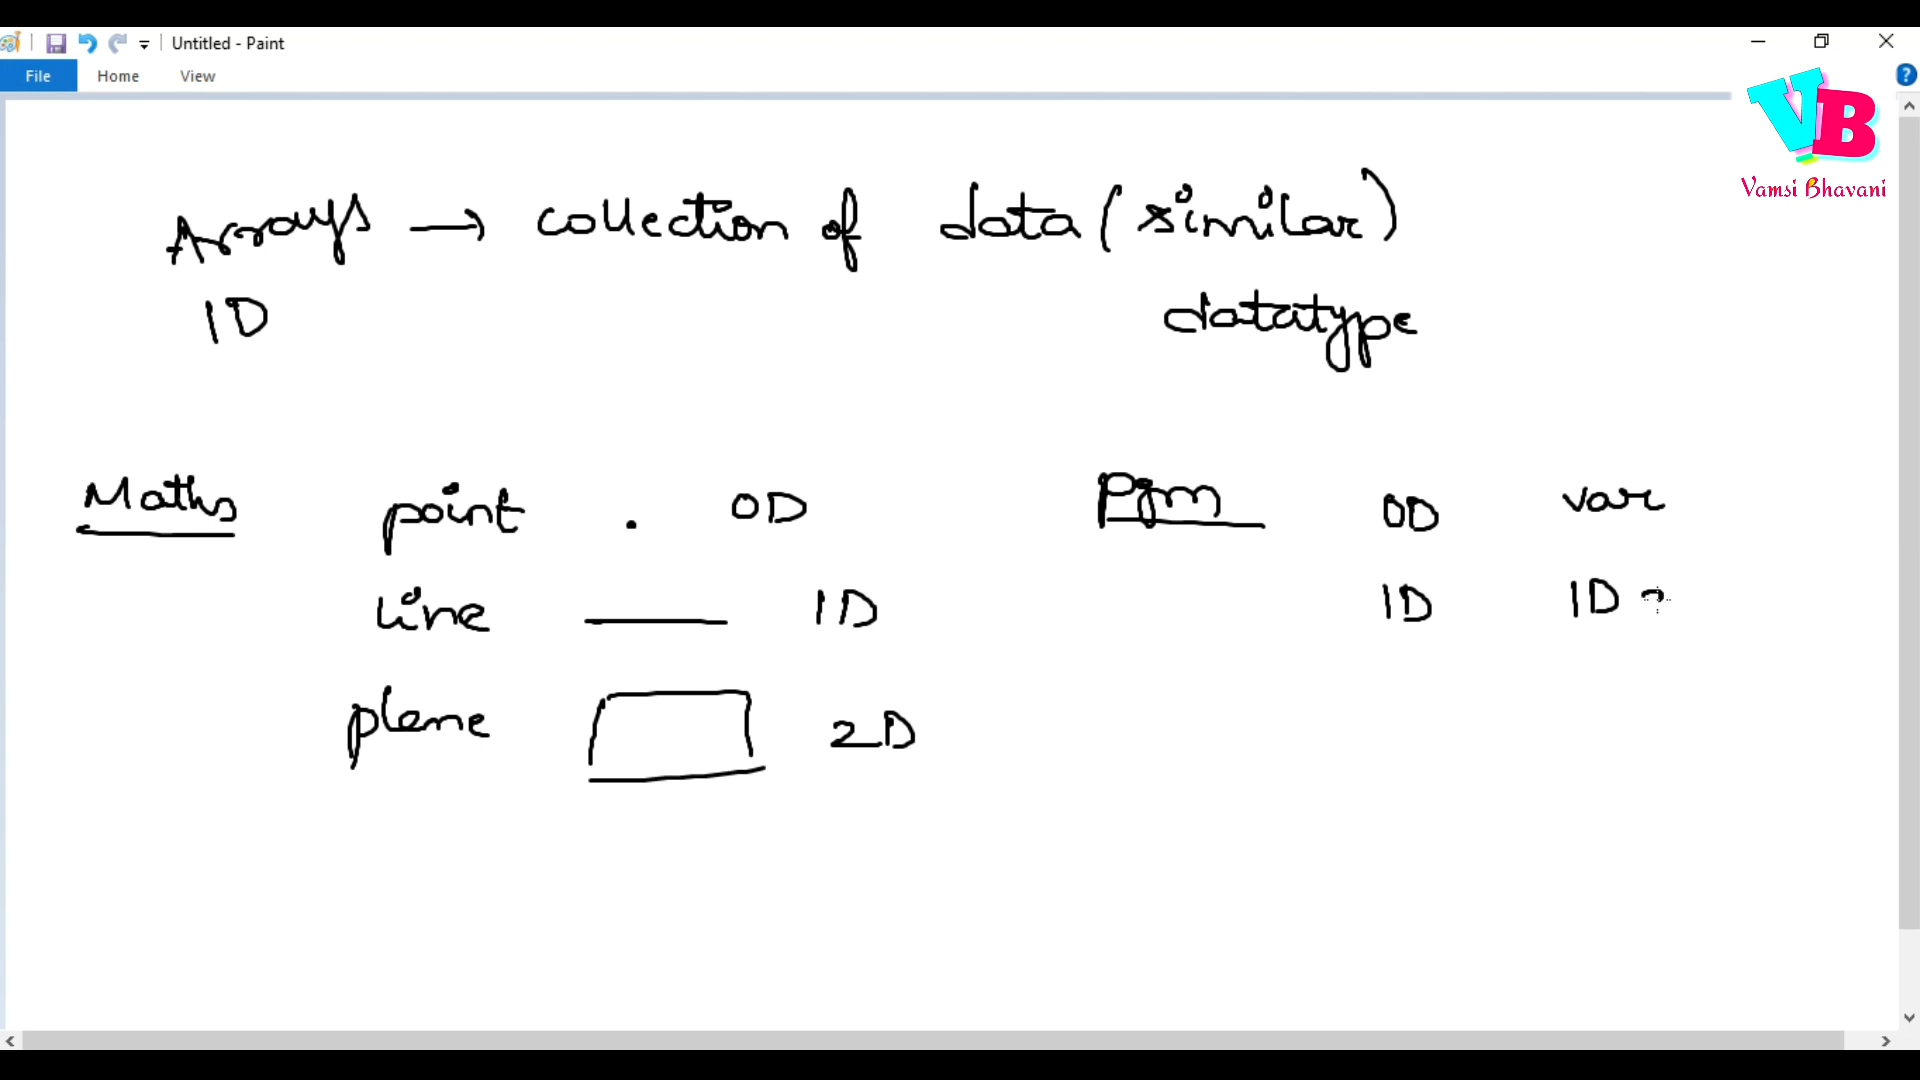 Untitled - Paint
File Home View
VB
Vamsi Bhavani
Arrays → collection of data (similar)
1D datatype
Maths point . 0D Pgm 0D var
line 1D 1D 1D
plane 2D